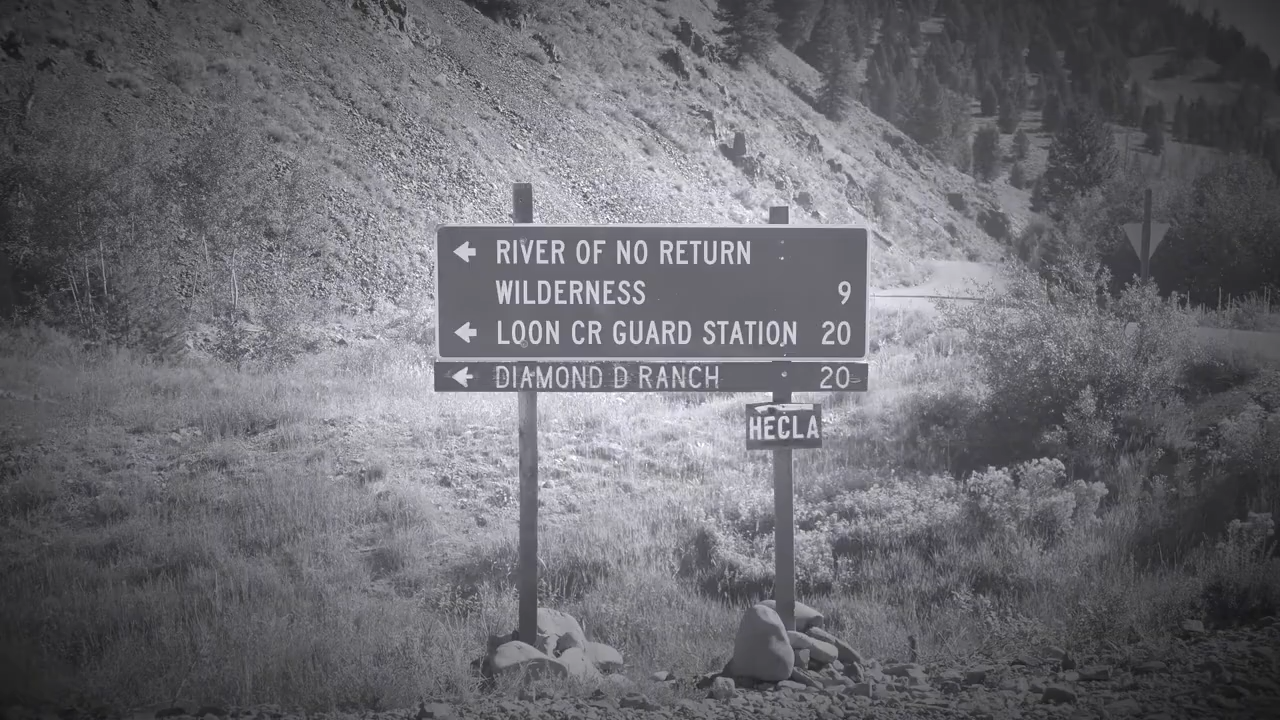 ← RIVER OF NO RETURN
WILDERNESS 9
← LOON CR GUARD STATION 20
← DIAMOND D RANCH 20
HECLA